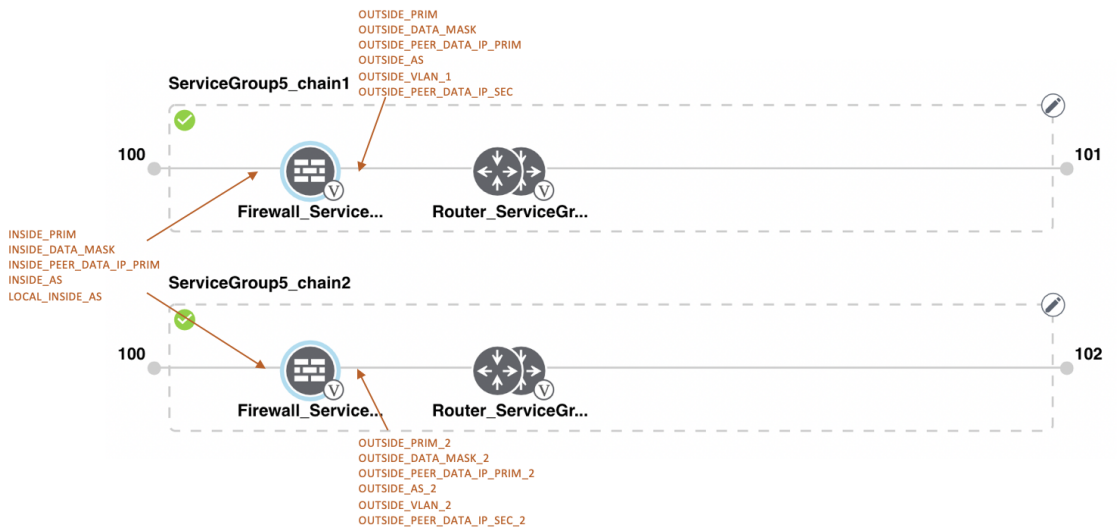 OUTSIDE_PRIM
OUTSIDE_DATA_MASK
OUTSIDE_PEER_DATA_IP_PRIM
OUTSIDE_AS
OUTSIDE_VLAN_1
OUTSIDE_PEER_DATA_IP_SEC
ServiceGroup5_chain1
100
101
V
V
Firewall_Service...
Router_ServiceGr...
INSIDE_PRIM
INSIDE_DATA_MASK
INSIDE_PEER_DATA_IP_PRIM
INSIDE_AS
LOCAL_INSIDE_AS
ServiceGroup5_chain2
100
102
V
V
Firewall_Service...
Router_ServiceGr...
OUTSIDE_PRIM_2
OUTSIDE_DATA_MASK_2
OUTSIDE_PEER_DATA_IP_PRIM_2
OUTSIDE_AS_2
OUTSIDE_VLAN_2
OUTSIDE_PEER_DATA_IP_SEC_2